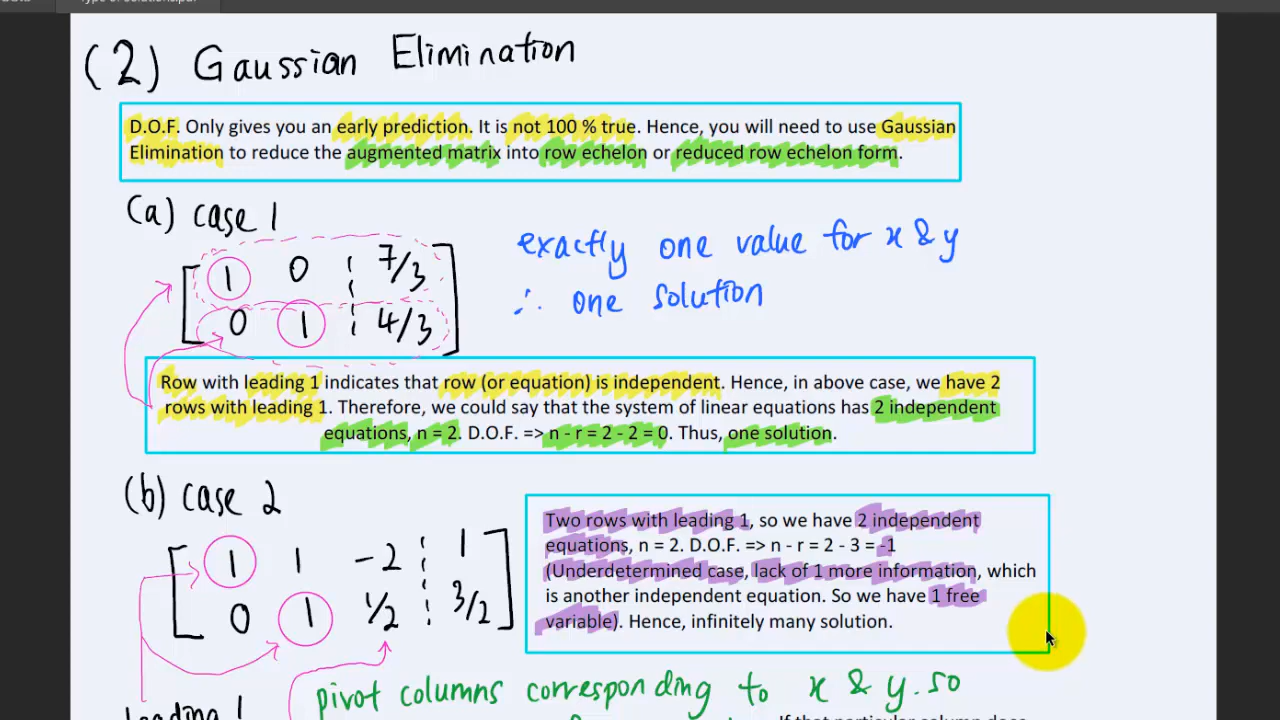 (2) Gaussian Elimination
D.O.F. Only gives you an early prediction. It is not 100 % true. Hence, you will need to use Gaussian
Elimination to reduce the augmented matrix into row echelon or reduced row echelon form.
(a) case 1
1 0 7/3
0 1 4/3
exactly one value for x & y
∴ one solution
Row with leading 1 indicates that row (or equation) is independent. Hence, in above case, we have 2
rows with leading 1. Therefore, we could say that the system of linear equations has 2 independent
equations, n = 2. D.O.F. => n - r = 2 - 2 = 0. Thus, one solution.
(b) case 2
1 1 -2 1
0 1 1/2 3/2
Two rows with leading 1, so we have 2 independent
equations, n = 2. D.O.F. => n - r = 2 - 3 = -1
(Underdetermined case, lack of 1 more information, which
is another independent equation. So we have 1 free
variable). Hence, infinitely many solution.
leading 1
pivot columns corresponding to x & y. so
If that particular column does